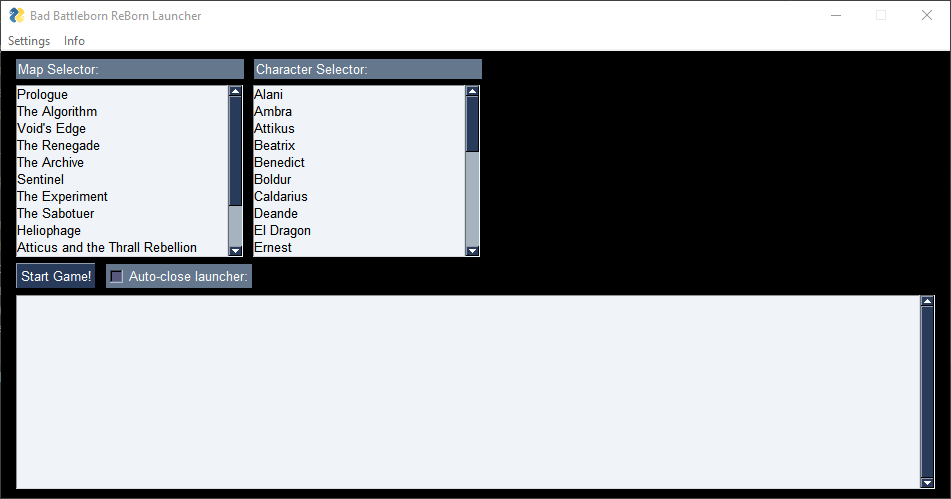 Bad Battleborn ReBorn Launcher
Settings Info
Map Selector:
Prologue
The Algorithm
Void's Edge
The Renegade
The Archive
Sentinel
The Experiment
The Sabotuer
Heliophage
Atticus and the Thrall Rebellion
Character Selector:
Alani
Ambra
Attikus
Beatrix
Benedict
Boldur
Caldarius
Deande
El Dragon
Ernest
Start Game! Auto-close launcher: